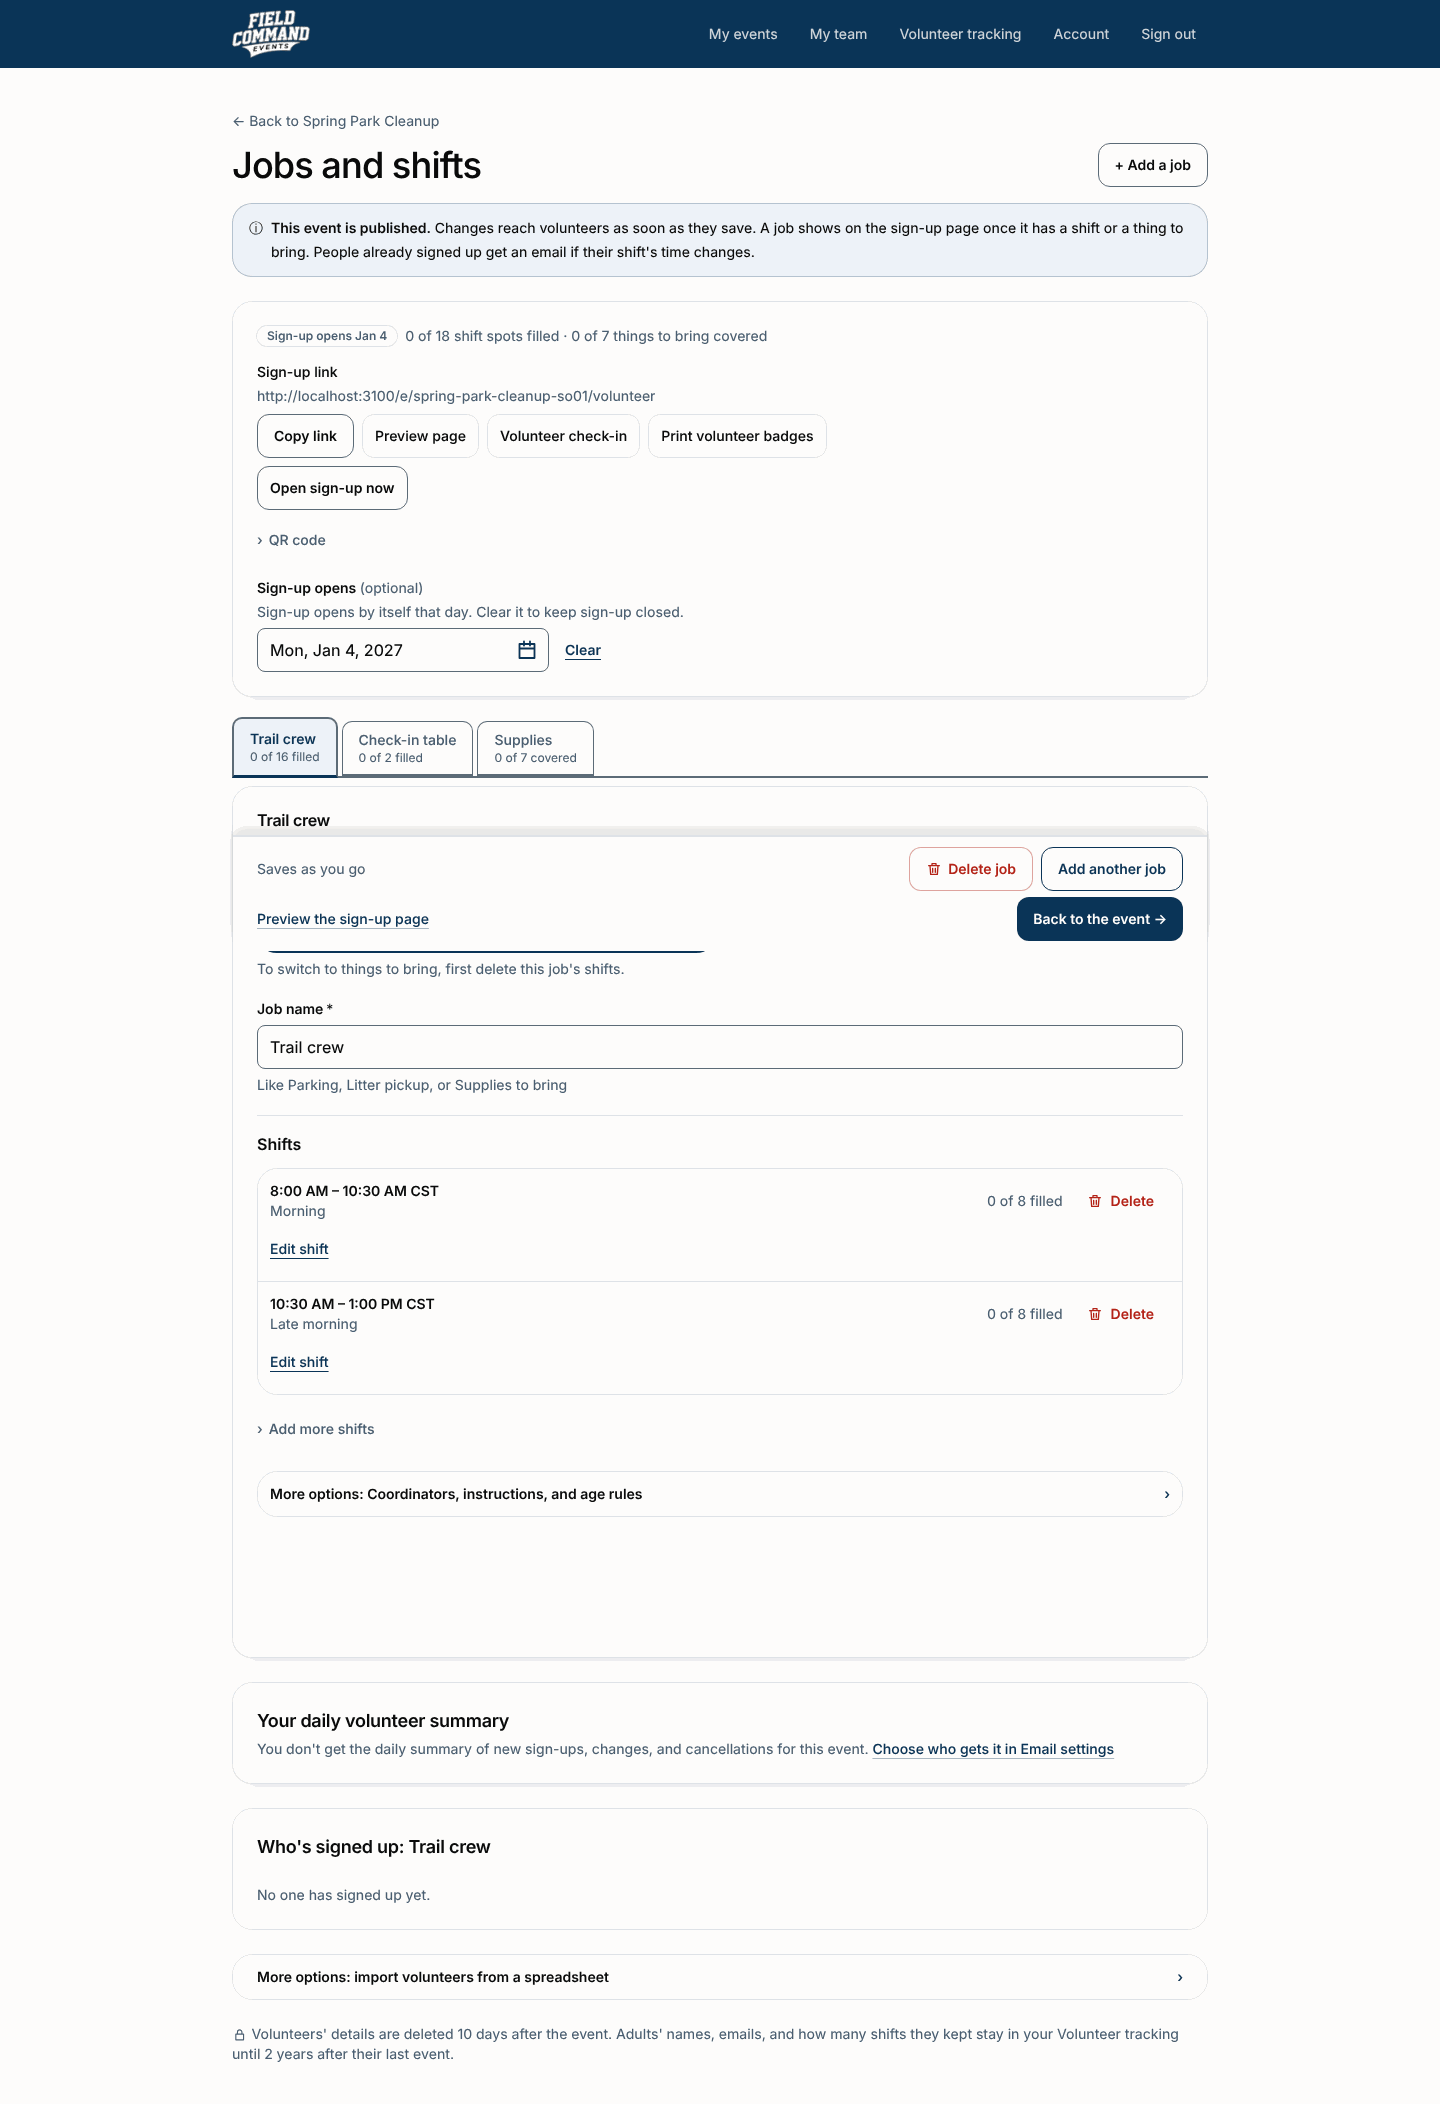 FIELD
COMMAND
EVENTS
My events
My team
Volunteer tracking
Account
Sign out
← Back to Spring Park Cleanup
Jobs and shifts
+ Add a job
ⓘ This event is published. Changes reach volunteers as soon as they save. A job shows on the sign-up page once it has a shift or a thing to
bring. People already signed up get an email if their shift's time changes.
Sign-up opens Jan 4
0 of 18 shift spots filled · 0 of 7 things to bring covered
Sign-up link
http://localhost:3100/e/spring-park-cleanup-so01/volunteer
Copy link
Preview page
Volunteer check-in
Print volunteer badges
Open sign-up now
› QR code
Sign-up opens (optional)
Sign-up opens by itself that day. Clear it to keep sign-up closed.
Mon, Jan 4, 2027
Clear
Trail crew
0 of 16 filled
Check-in table
0 of 2 filled
Supplies
0 of 7 covered
Trail crew
Saves as you go
Delete job
Add another job
Preview the sign-up page
Back to the event →
To switch to things to bring, first delete this job's shifts.
Job name *
Trail crew
Like Parking, Litter pickup, or Supplies to bring
Shifts
8:00 AM – 10:30 AM CST
Morning
0 of 8 filled
Delete
Edit shift
10:30 AM – 1:00 PM CST
Late morning
0 of 8 filled
Delete
Edit shift
› Add more shifts
More options: Coordinators, instructions, and age rules ›
Your daily volunteer summary
You don't get the daily summary of new sign-ups, changes, and cancellations for this event. Choose who gets it in Email settings
Who's signed up: Trail crew
No one has signed up yet.
More options: import volunteers from a spreadsheet ›
Volunteers' details are deleted 10 days after the event. Adults' names, emails, and how many shifts they kept stay in your Volunteer tracking
until 2 years after their last event.